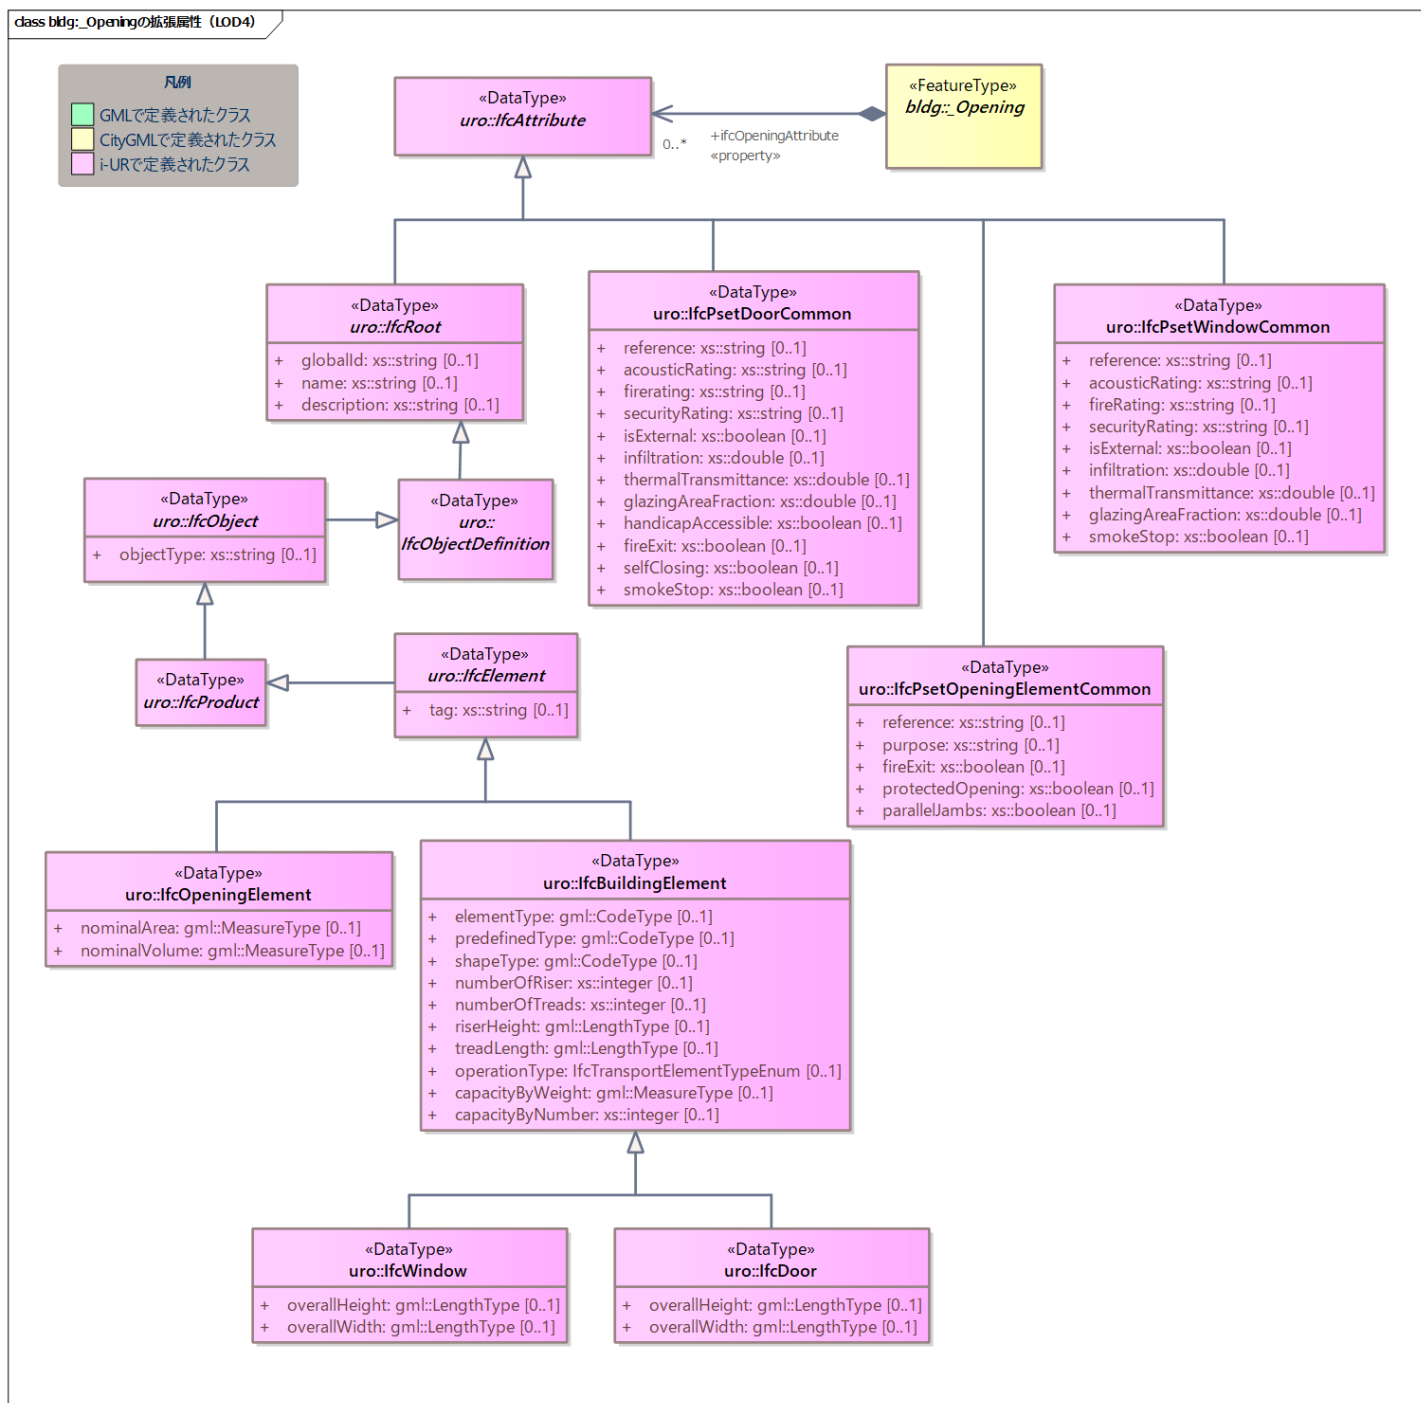 class bldg:_Openingの拡張属性（LOD4）
凡例
GMLで定義されたクラス
CityGMLで定義されたクラス
i-URで定義されたクラス
«DataType»
uro::IfcAttribute
0..*
+ifcOpeningAttribute
«property»
«FeatureType»
bldg::_Opening
«DataType»
uro::IfcRoot
+ globalId: xs::string [0..1]
+ name: xs::string [0..1]
+ description: xs::string [0..1]
«DataType»
uro::IfcPsetDoorCommon
+ reference: xs::string [0..1]
+ acousticRating: xs::string [0..1]
+ firerating: xs::string [0..1]
+ securityRating: xs::string [0..1]
+ isExternal: xs::boolean [0..1]
+ infiltration: xs::double [0..1]
+ thermalTransmittance: xs::double [0..1]
+ glazingAreaFraction: xs::double [0..1]
+ handicapAccessible: xs::boolean [0..1]
+ fireExit: xs::boolean [0..1]
+ selfClosing: xs::boolean [0..1]
+ smokeStop: xs::boolean [0..1]
«DataType»
uro::IfcPsetWindowCommon
+ reference: xs::string [0..1]
+ acousticRating: xs::string [0..1]
+ fireRating: xs::string [0..1]
+ securityRating: xs::string [0..1]
+ isExternal: xs::boolean [0..1]
+ infiltration: xs::double [0..1]
+ thermalTransmittance: xs::double [0..1]
+ glazingAreaFraction: xs::double [0..1]
+ smokeStop: xs::boolean [0..1]
«DataType»
uro::IfcObject
+ objectType: xs::string [0..1]
«DataType»
uro::
IfcObjectDefinition
«DataType»
uro::IfcProduct
«DataType»
uro::IfcElement
+ tag: xs::string [0..1]
«DataType»
uro::IfcPsetOpeningElementCommon
+ reference: xs::string [0..1]
+ purpose: xs::string [0..1]
+ fireExit: xs::boolean [0..1]
+ protectedOpening: xs::boolean [0..1]
+ parallelJambs: xs::boolean [0..1]
«DataType»
uro::IfcOpeningElement
+ nominalArea: gml::MeasureType [0..1]
+ nominalVolume: gml::MeasureType [0..1]
«DataType»
uro::IfcBuildingElement
+ elementType: gml::CodeType [0..1]
+ predefinedType: gml::CodeType [0..1]
+ shapeType: gml::CodeType [0..1]
+ numberOfRiser: xs::integer [0..1]
+ numberOfTreads: xs::integer [0..1]
+ riserHeight: gml::LengthType [0..1]
+ treadLength: gml::LengthType [0..1]
+ operationType: IfcTransportElementTypeEnum [0..1]
+ capacityByWeight: gml::MeasureType [0..1]
+ capacityByNumber: xs::integer [0..1]
«DataType»
uro::IfcWindow
+ overallHeight: gml::LengthType [0..1]
+ overallWidth: gml::LengthType [0..1]
«DataType»
uro::IfcDoor
+ overallHeight: gml::LengthType [0..1]
+ overallWidth: gml::LengthType [0..1]